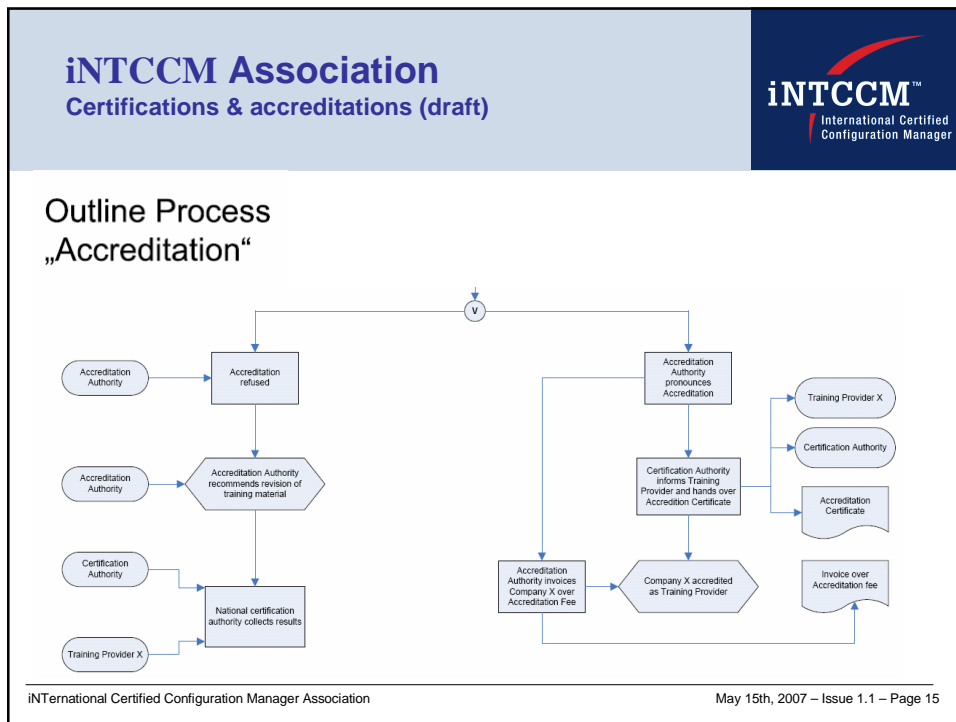 iNTCCM Association
Certifications & accreditations (draft)
iNTCCM™
International Certified
Configuration Manager
Outline Process
„Accreditation“
V
Accreditation
Authority
Accreditation
refused
Accreditation
Authority
Accreditation Authority
recommends revision of
training material
Certification
Authority
National certification
authority collects results
Training Provider X
Accreditation
Authority
pronounces
Accreditation
Training Provider X
Certification Authority
Certification Authority
informs Training
Provider and hands over
Accredition Certificate
Accreditation
Certificate
Accreditation
Authority invoices
Company X over
Accreditation Fee
Company X accredited
as Training Provider
Invoice over
Accreditation fee
iNTernational Certified Configuration Manager Association
May 15th, 2007 – Issue 1.1 – Page 15